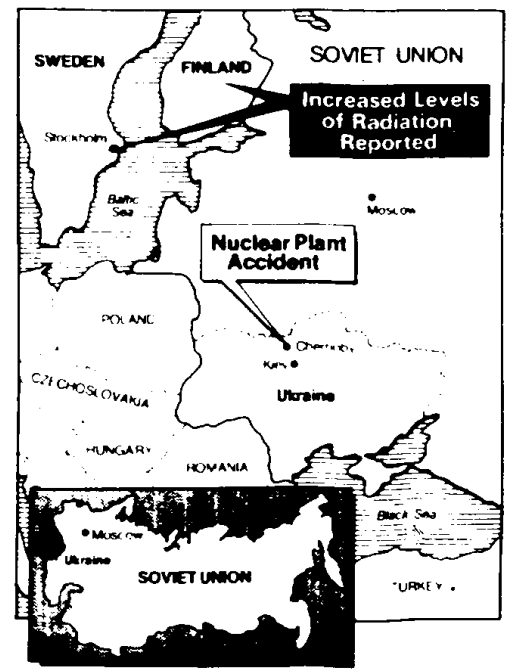 SOVIET UNION
SWEDEN
FINLAND
Increased Levels
of Radiation
Reported
Stockholm
Baltic
Sea
Moscow
Nuclear Plant
Accident
POLAND
Chernoby
Kiev
CZECHOSLOVAKIA
Ukraine
HUNGARY
ROMANIA
Black Sea
Moscow
Ukraine
SOVIET UNION
TURKEY